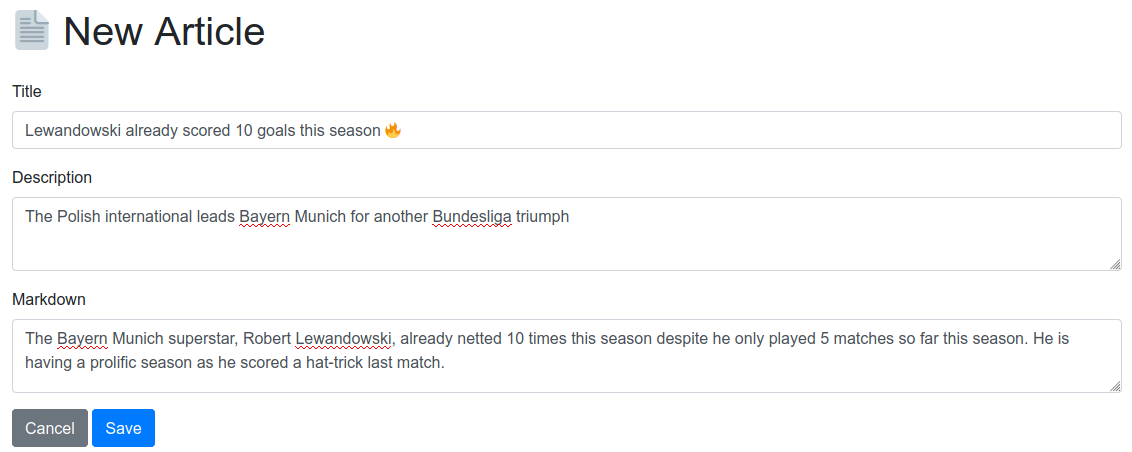 New Article
Title
Lewandowski already scored 10 goals this season 🔥
Description
The Polish international leads Bayern Munich for another Bundesliga triumph
Markdown
The Bayern Munich superstar, Robert Lewandowski, already netted 10 times this season despite he only played 5 matches so far this season. He is
having a prolific season as he scored a hat-trick last match.
Cancel Save